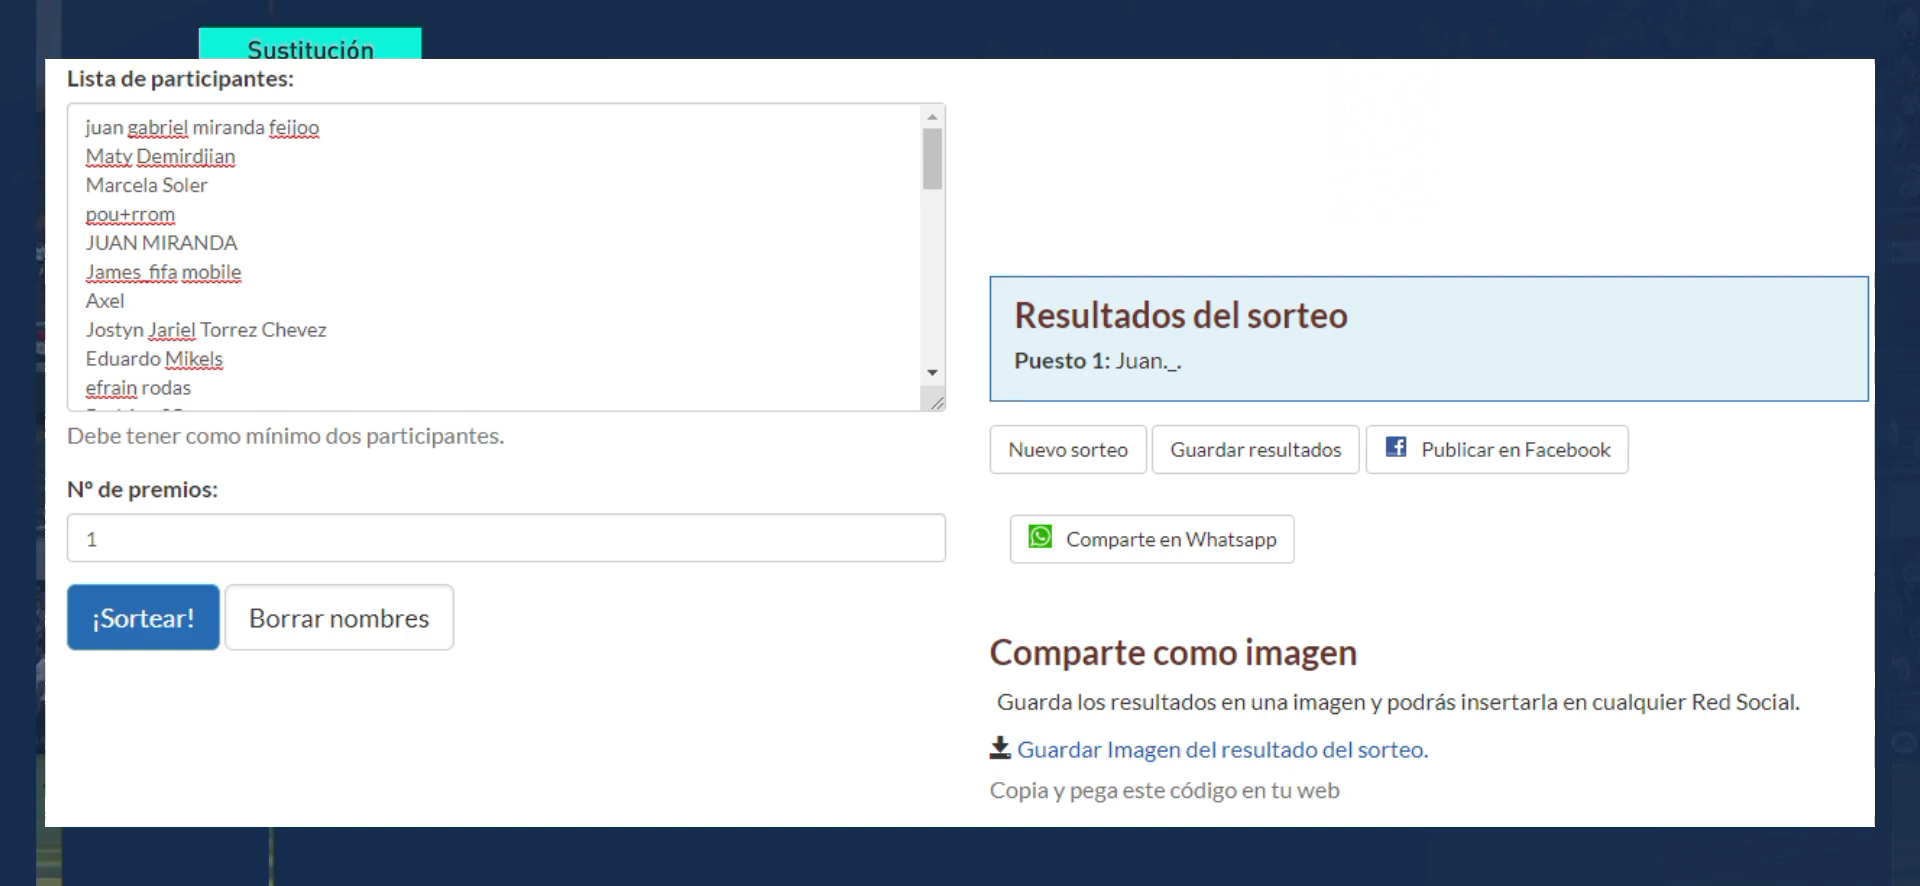 Sustitución
Lista de participantes:
juan gabriel miranda feijoo
Maty Demirdjian
Marcela Soler
pou+rrom
JUAN MIRANDA
James_fifa mobile
Axel
Jostyn Jariel Torrez Chevez
Eduardo Mikels
efrain rodas
Debe tener como mínimo dos participantes.
Nº de premios:
1
¡Sortear!
Borrar nombres
Resultados del sorteo
Puesto 1: Juan._.
Nuevo sorteo
Guardar resultados
Publicar en Facebook
Comparte en Whatsapp
Comparte como imagen
Guarda los resultados en una imagen y podrás insertarla en cualquier Red Social.
Guardar Imagen del resultado del sorteo.
Copia y pega este código en tu web